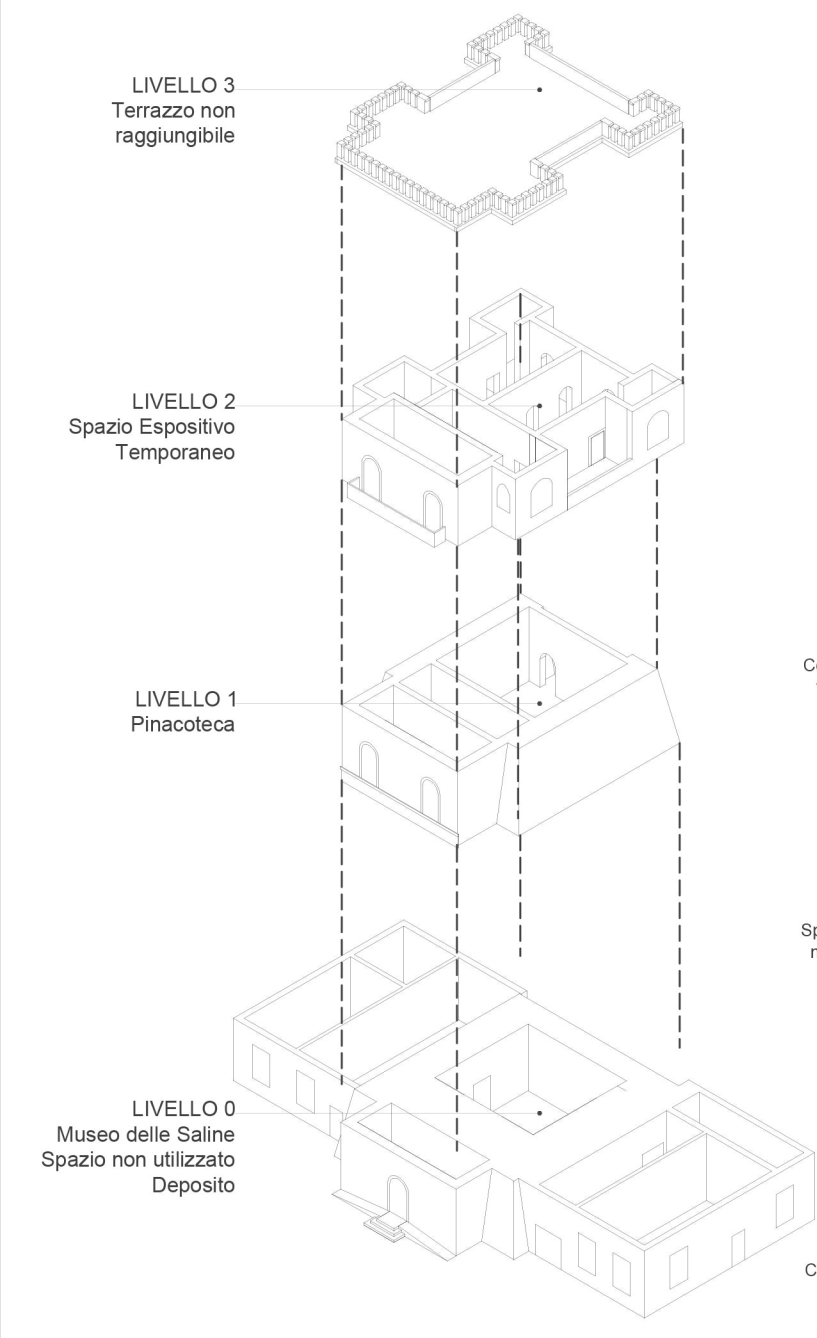 LIVELLO 3
Terrazzo non
raggiungibile
LIVELLO 2
Spazio Espositivo
Temporaneo
LIVELLO 1
Pinacoteca
LIVELLO 0
Museo delle Saline
Spazio non utilizzato
Deposito